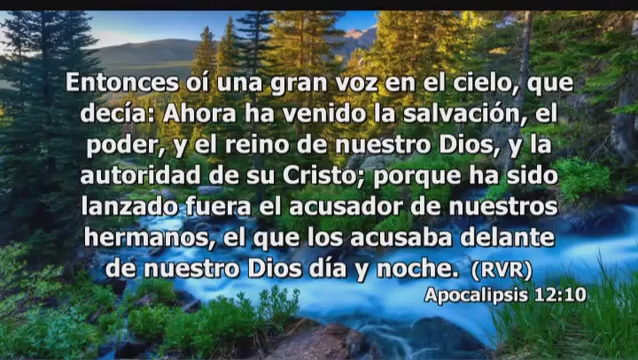 Entonces oí una gran voz en el cielo, que
decía: Ahora ha venido la salvación, el
poder, y el reino de nuestro Dios, y la
autoridad de su Cristo; porque ha sido
lanzado fuera el acusador de nuestros
hermanos, el que los acusaba delante
de nuestro Dios día y noche. (RVR)
Apocalipsis 12:10